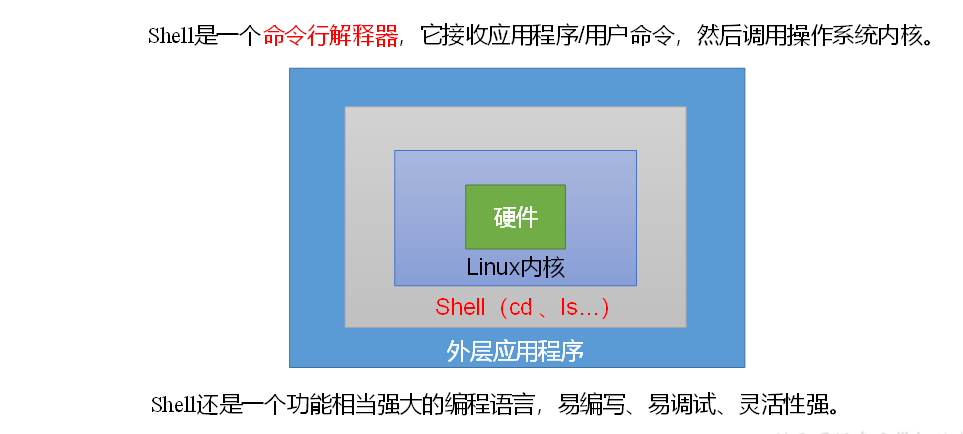 Shell是一个命令行解释器，它接收应用程序/用户命令，然后调用操作系统内核。
硬件
Linux内核
Shell（cd 、ls…）
外层应用程序
Shell还是一个功能相当强大的编程语言，易编写、易调试、灵活性强。